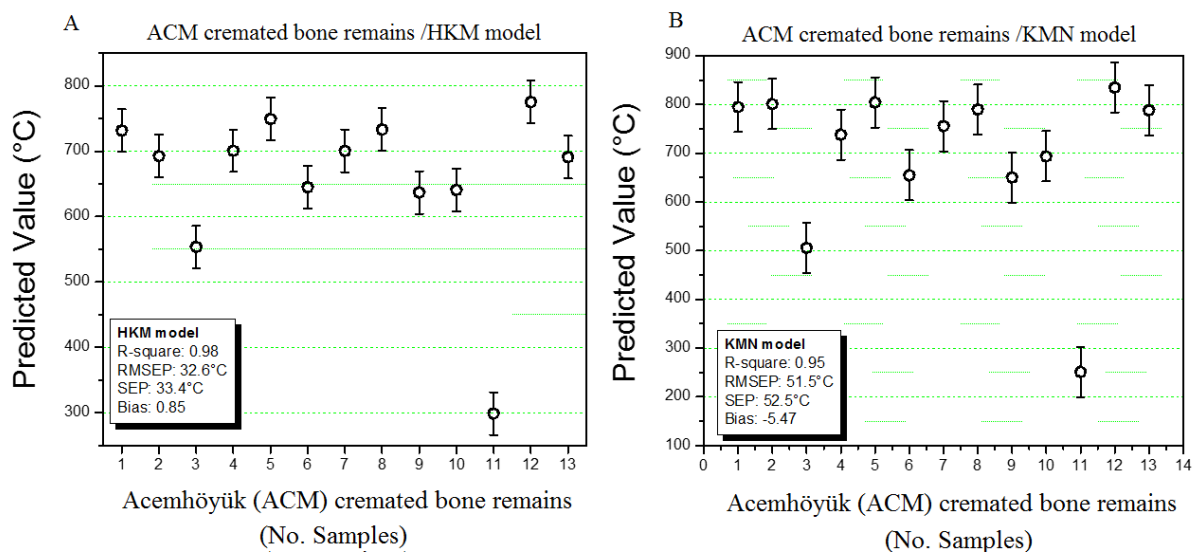 A
ACM cremated bone remains /HKM model
Predicted Value (°C)
800
700
600
500
400
300
HKM model
R-square: 0.98
RMSEP: 32.6°C
SEP: 33.4°C
Bias: 0.85
1 2 3 4 5 6 7 8 9 10 11 12 13
Acemhöyük (ACM) cremated bone remains
(No. Samples)
B
ACM cremated bone remains /KMN model
Predicted Value (°C)
900
800
700
600
500
400
300
200
100
KMN model
R-square: 0.95
RMSEP: 51.5°C
SEP: 52.5°C
Bias: -5.47
0 1 2 3 4 5 6 7 8 9 10 11 12 13 14
Acemhöyük (ACM) cremated bone remains
(No. Samples)